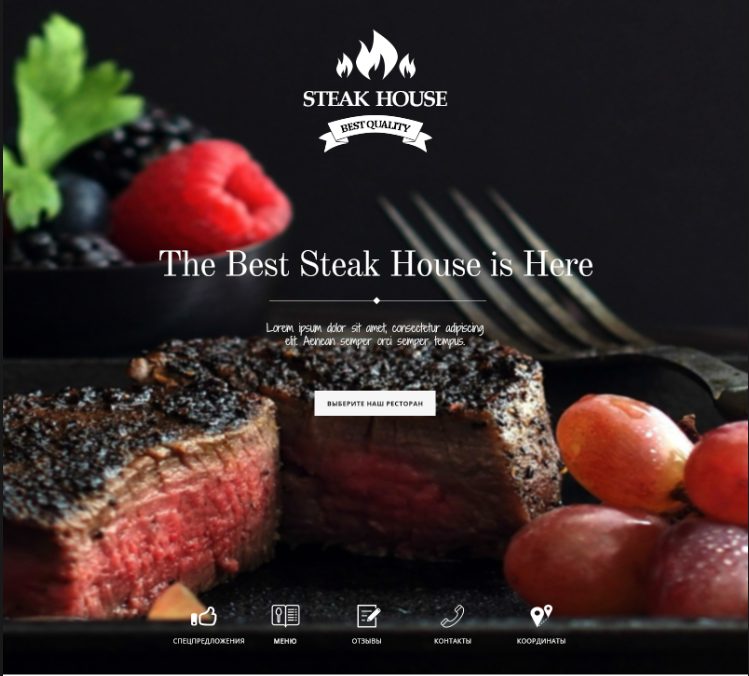 STEAK HOUSE
BEST QUALITY
The Best Steak House is Here
Lorem ipsum dolor sit amet, consectetur adipiscing
elit. Aenean semper orci semper tempus.
ВЫБЕРИТЕ НАШ РЕСТОРАН
СПЕЦПРЕДЛОЖЕНИЯ МЕНЮ ОТЗЫВЫ КОНТАКТЫ КООРДИНАТЫ